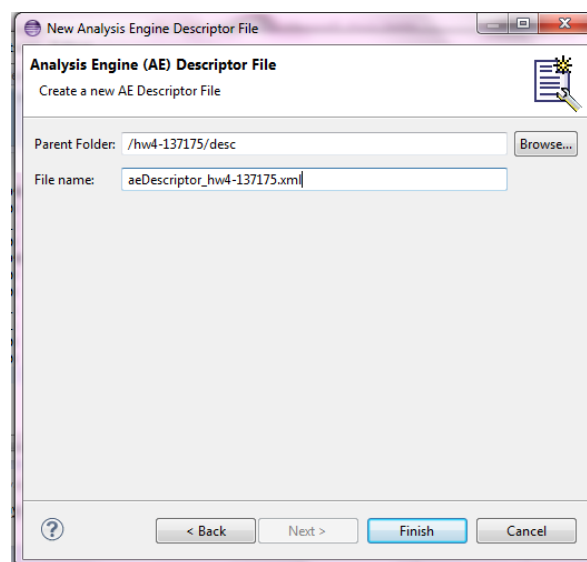 New Analysis Engine Descriptor File
Analysis Engine (AE) Descriptor File
Create a new AE Descriptor File
Parent Folder: /hw4-137175/desc Browse...
File name: aeDescriptor_hw4-137175.xml
? < Back Next > Finish Cancel